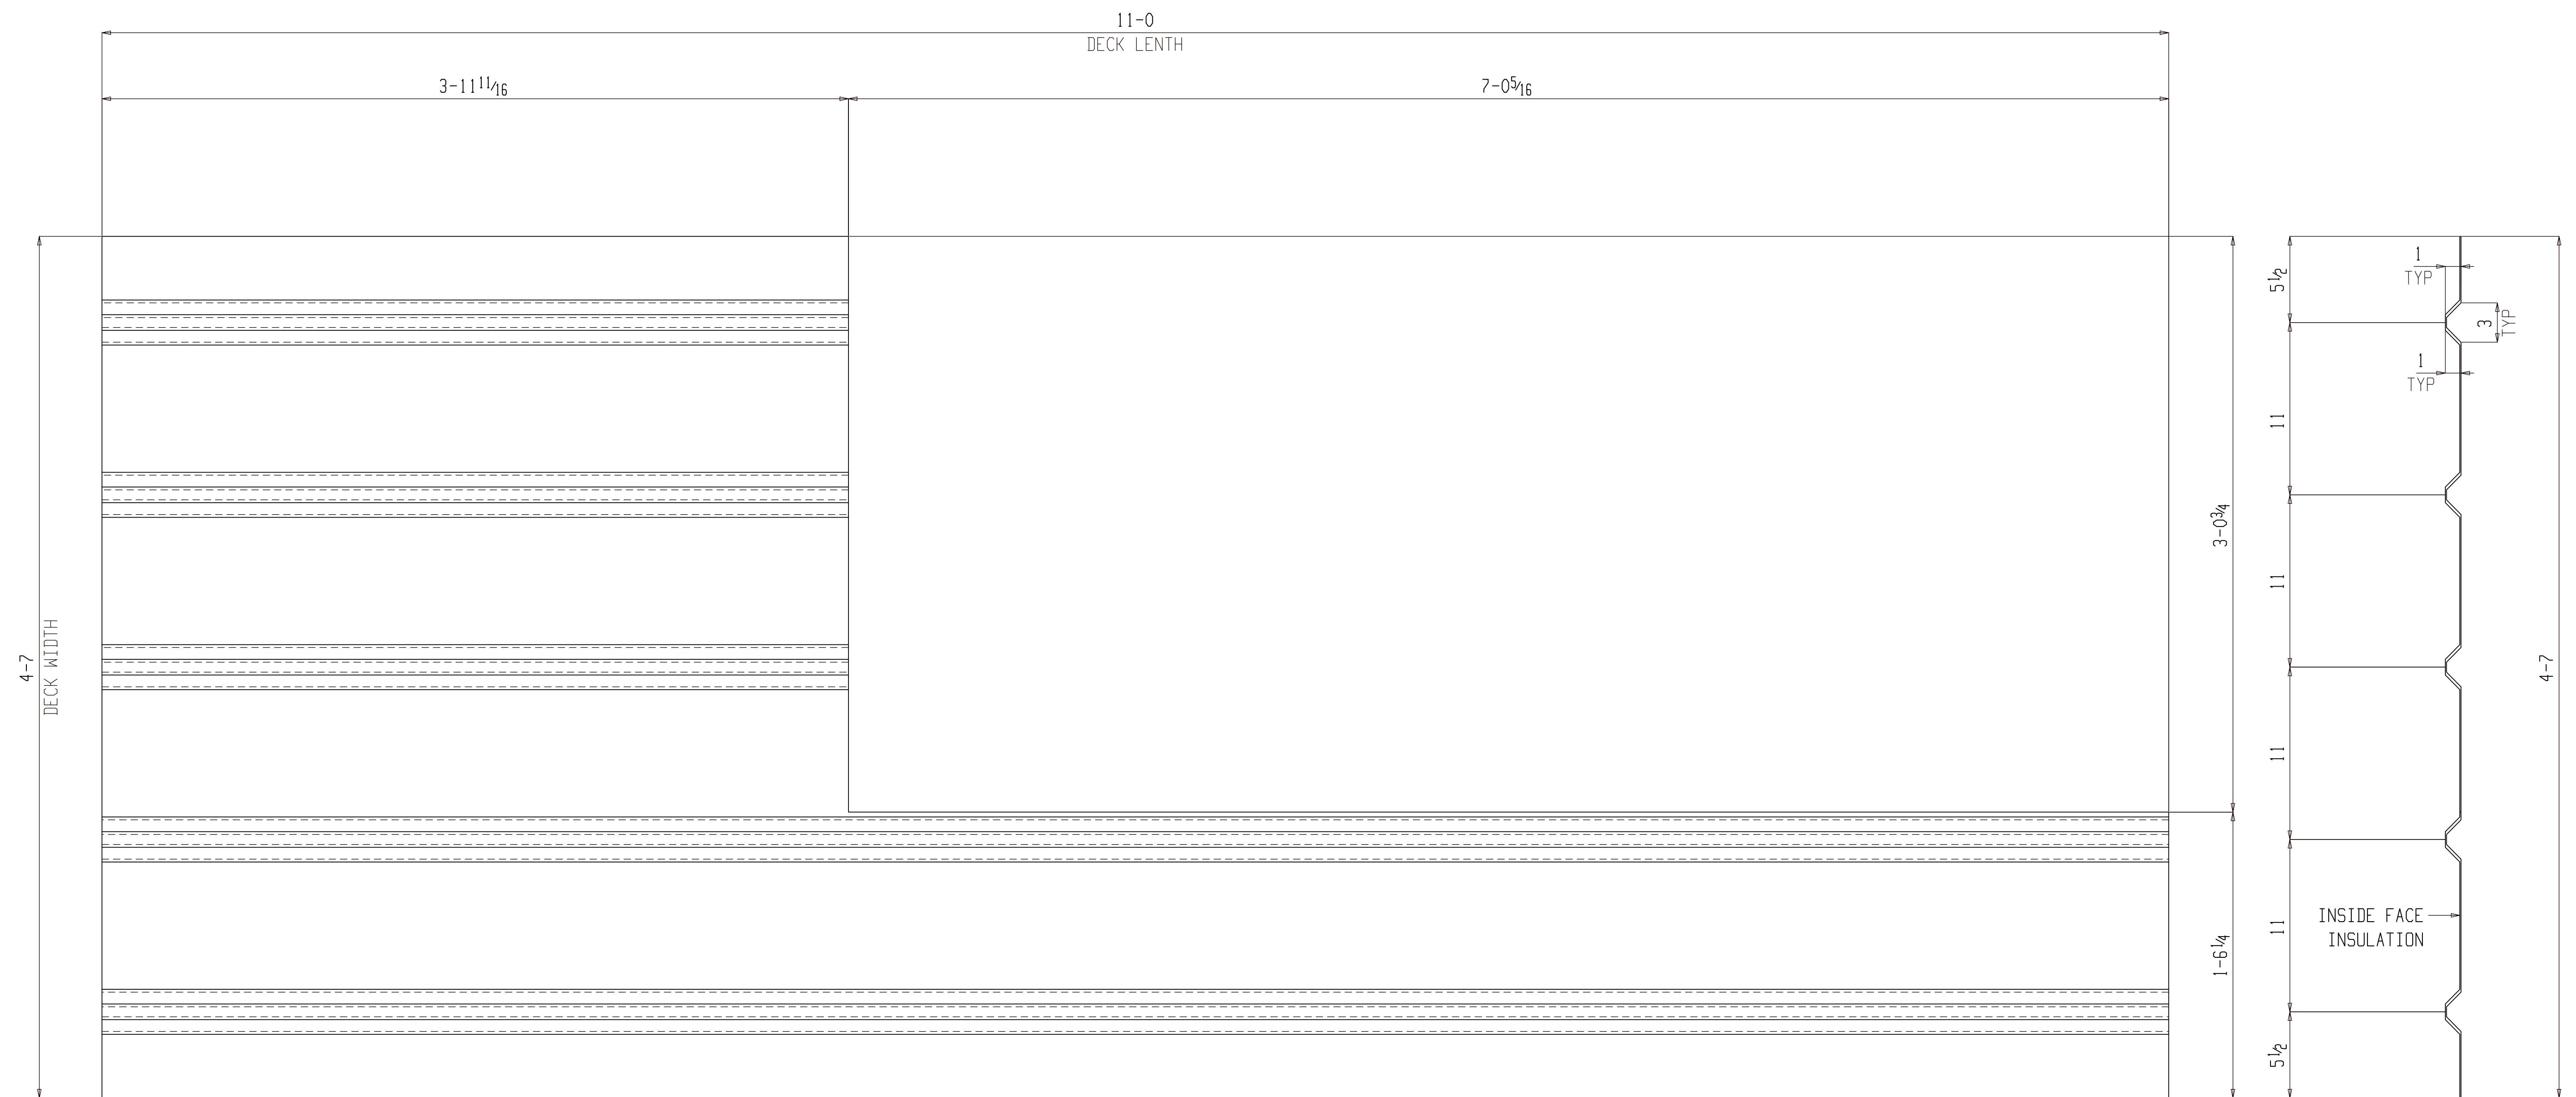 11-0
DECK LENTH
3-11 11/16
7-0 5/16
4-7
DECK WIDTH
3-0 3/4
1-6 1/4
5 1/2
11
11
11
11
5 1/2
1
TYP
3
TYP
1
TYP
INSIDE FACE
INSULATION
4-7